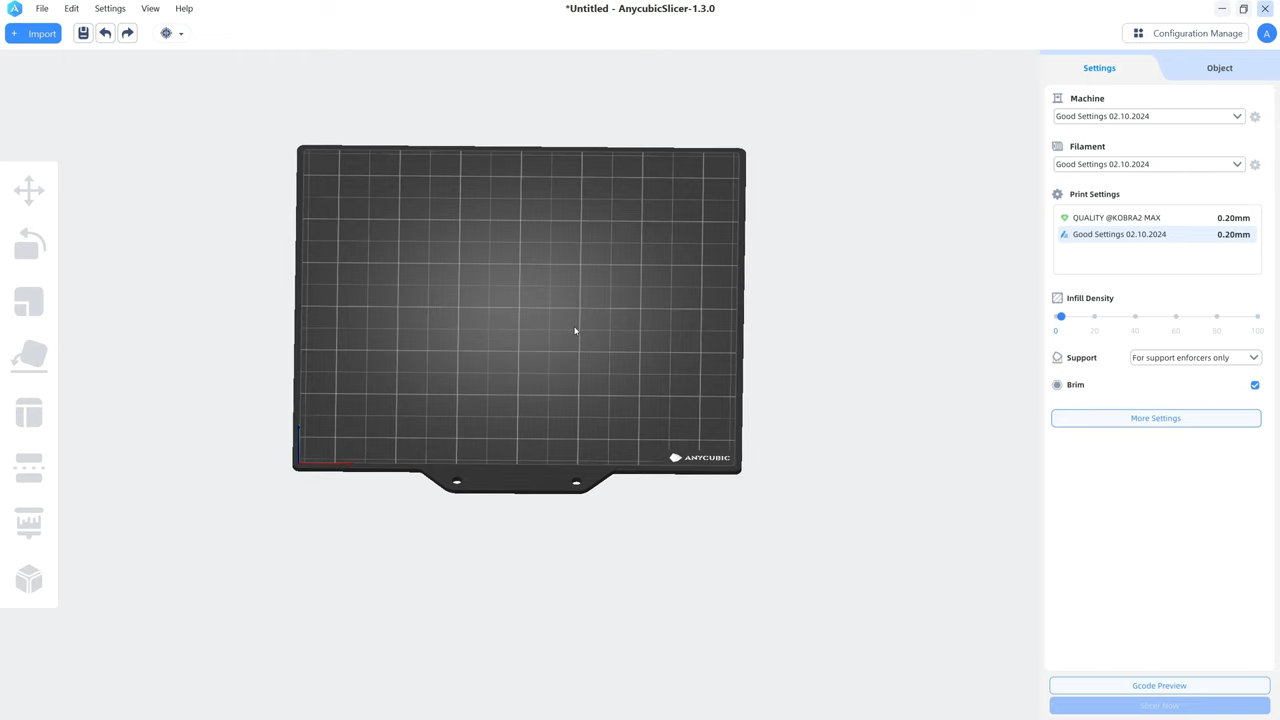 File Edit Settings View Help
*Untitled - AnycubicSlicer-1.3.0
+ Import
Configuration Manage
A
Settings
Object
Machine
Good Settings 02.10.2024
Filament
Good Settings 02.10.2024
Print Settings
QUALITY @KOBRA2 MAX 0.20mm
Good Settings 02.10.2024 0.20mm
Infill Density
0 20 40 60 80 100
Support For support enforcers only
Brim
More Settings
ANYCUBIC
Gcode Preview
Slicer Now